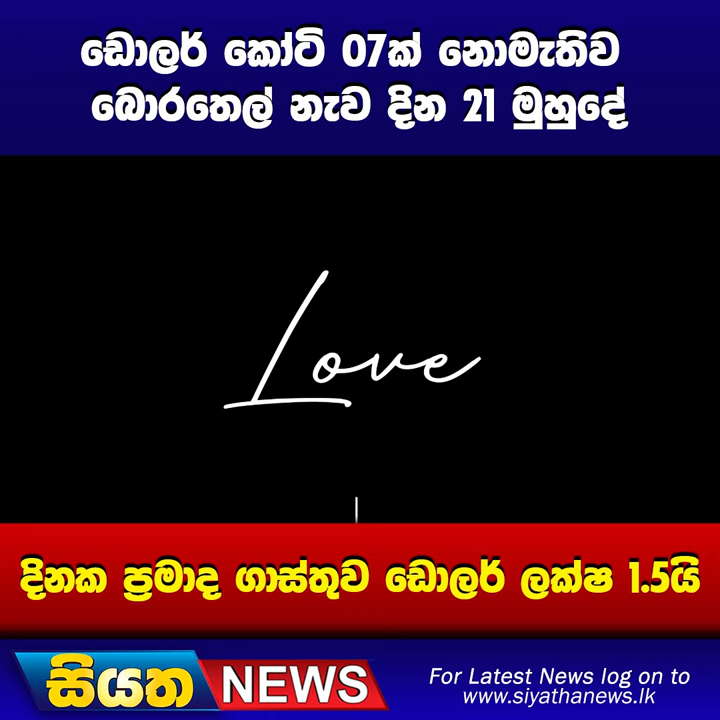 ඩොලර් කෝටි 07ක් නොමැතිව
බොරතෙල් නැව දින 21 මුහුදේ
Love
දිනක ප්‍රමාද ගාස්තුව ඩොලර් ලක්ෂ 1.5යි
සියත NEWS
For Latest News log on to
www.siyathanews.lk